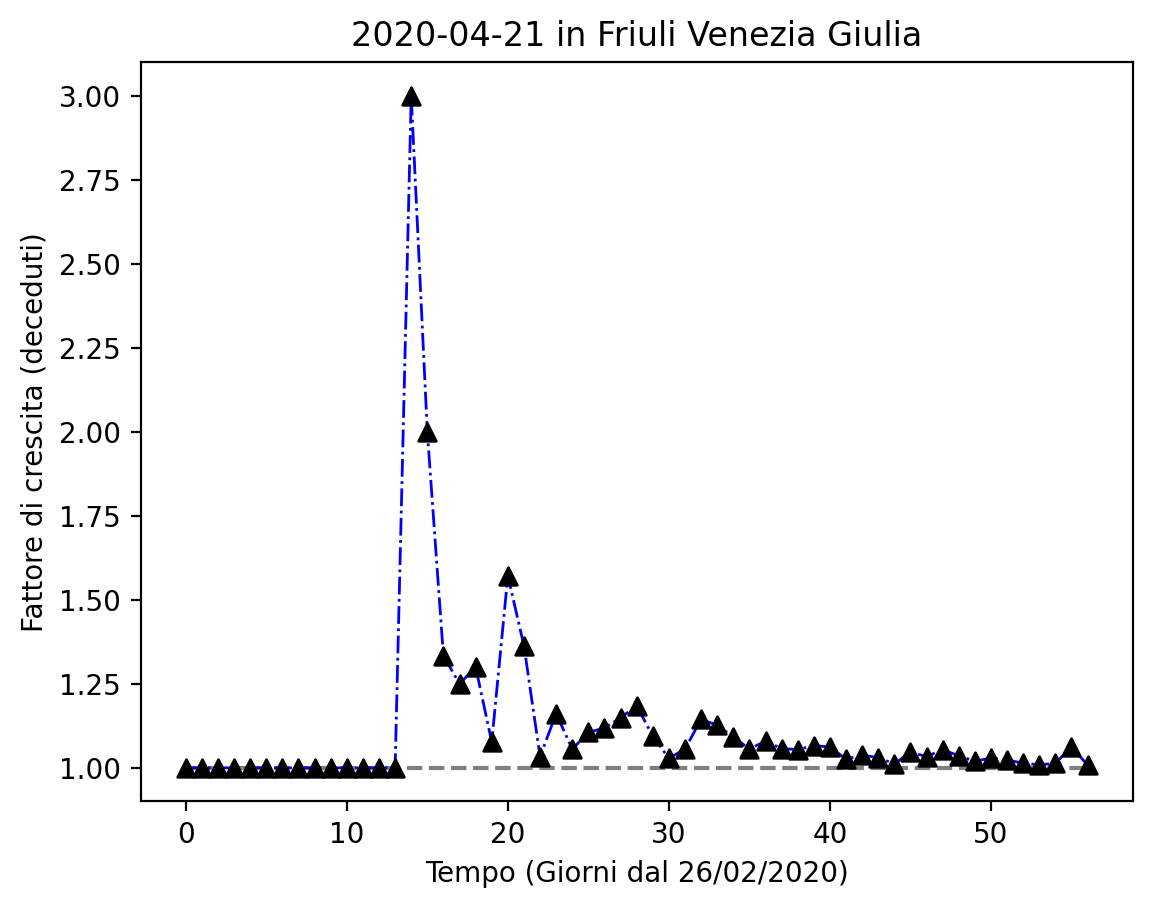 2020-04-21 in Friuli Venezia Giulia
Fattore di crescita (deceduti)
3.00
2.75
2.50
2.25
2.00
1.75
1.50
1.25
1.00
0 10 20 30 40 50
Tempo (Giorni dal 26/02/2020)